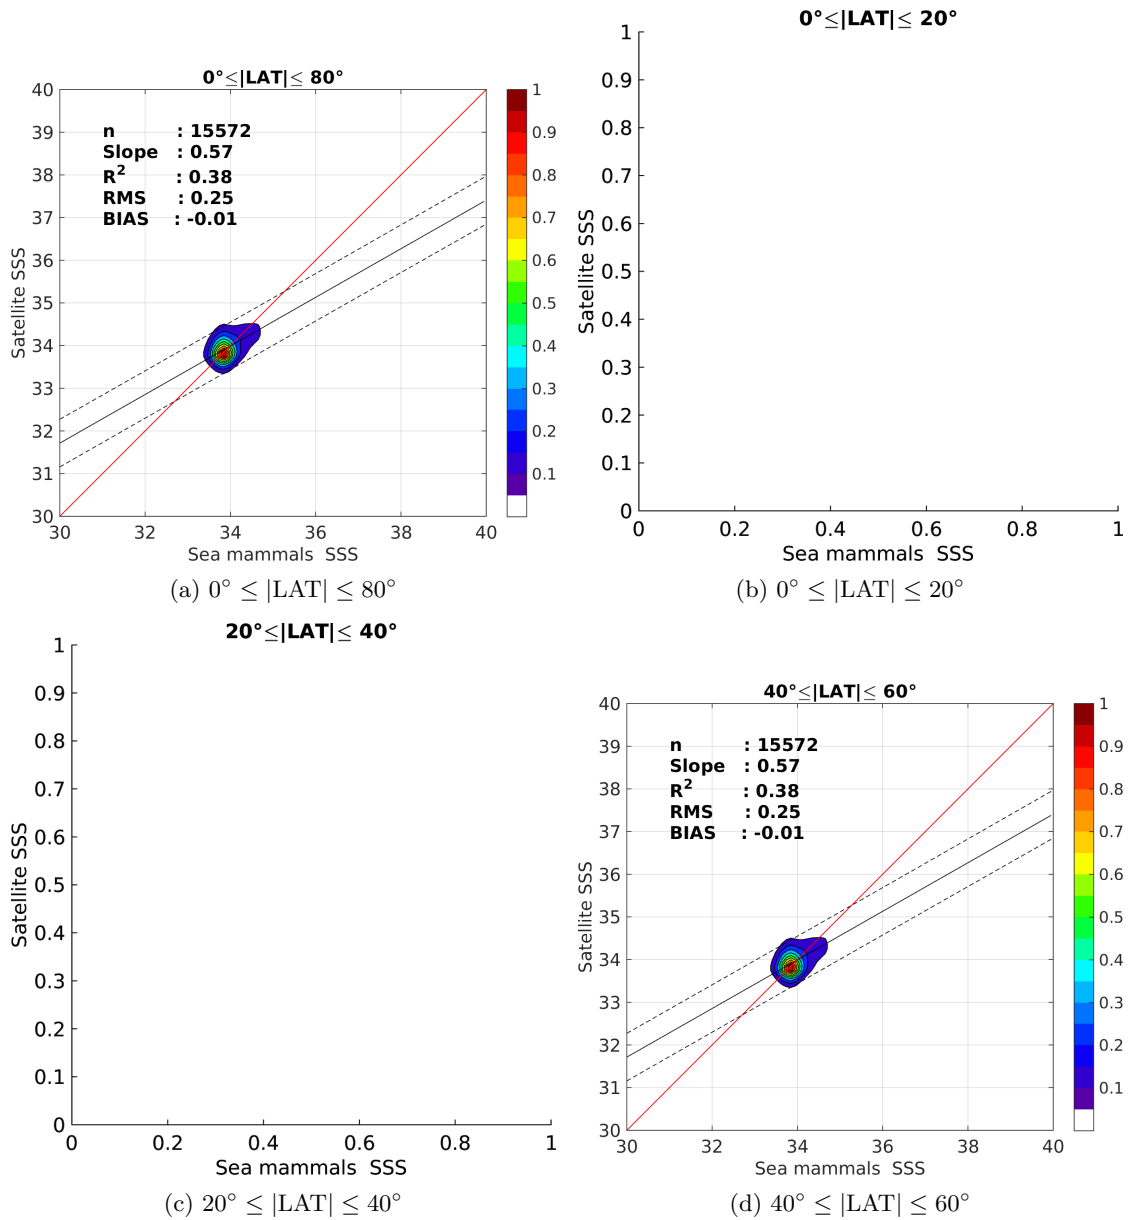 0°≤|LAT|≤ 80°
n : 15572
Slope : 0.57
R² : 0.38
RMS : 0.25
BIAS : -0.01
40
39
38
37
36
35
34
33
32
31
30
30 32 34 36 38 40
Satellite SSS
Sea mammals SSS
1
0.9
0.8
0.7
0.6
0.5
0.4
0.3
0.2
0.1
(a) 0° ≤ |LAT| ≤ 80°
0°≤|LAT|≤ 20°
1
0.9
0.8
0.7
0.6
0.5
0.4
0.3
0.2
0.1
0
0 0.2 0.4 0.6 0.8 1
Satellite SSS
Sea mammals SSS
(b) 0° ≤ |LAT| ≤ 20°
20°≤|LAT|≤ 40°
1
0.9
0.8
0.7
0.6
0.5
0.4
0.3
0.2
0.1
0
0 0.2 0.4 0.6 0.8 1
Satellite SSS
Sea mammals SSS
(c) 20° ≤ |LAT| ≤ 40°
40°≤|LAT|≤ 60°
n : 15572
Slope : 0.57
R² : 0.38
RMS : 0.25
BIAS : -0.01
40
39
38
37
36
35
34
33
32
31
30
30 32 34 36 38 40
Satellite SSS
Sea mammals SSS
1
0.9
0.8
0.7
0.6
0.5
0.4
0.3
0.2
0.1
(d) 40° ≤ |LAT| ≤ 60°